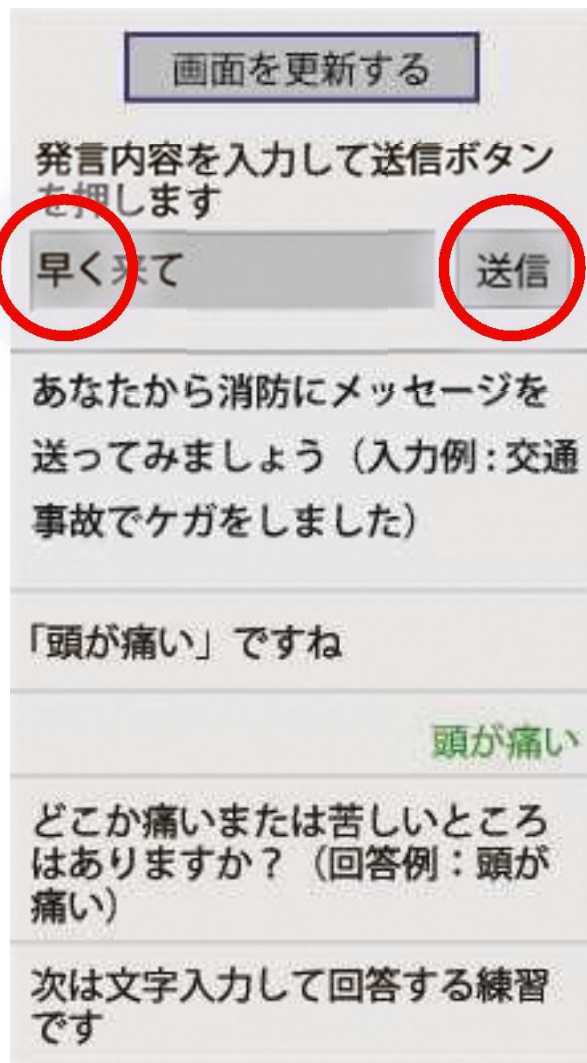 画面を更新する
発言内容を入力して送信ボタン
を押します
早く来て
送信
あなたから消防にメッセージを
送ってみましょう（入力例：交通
事故でケガをしました）
「頭が痛い」ですね
頭が痛い
どこか痛いまたは苦しいところ
はありますか？（回答例：頭が
痛い）
次は文字入力して回答する練習
です